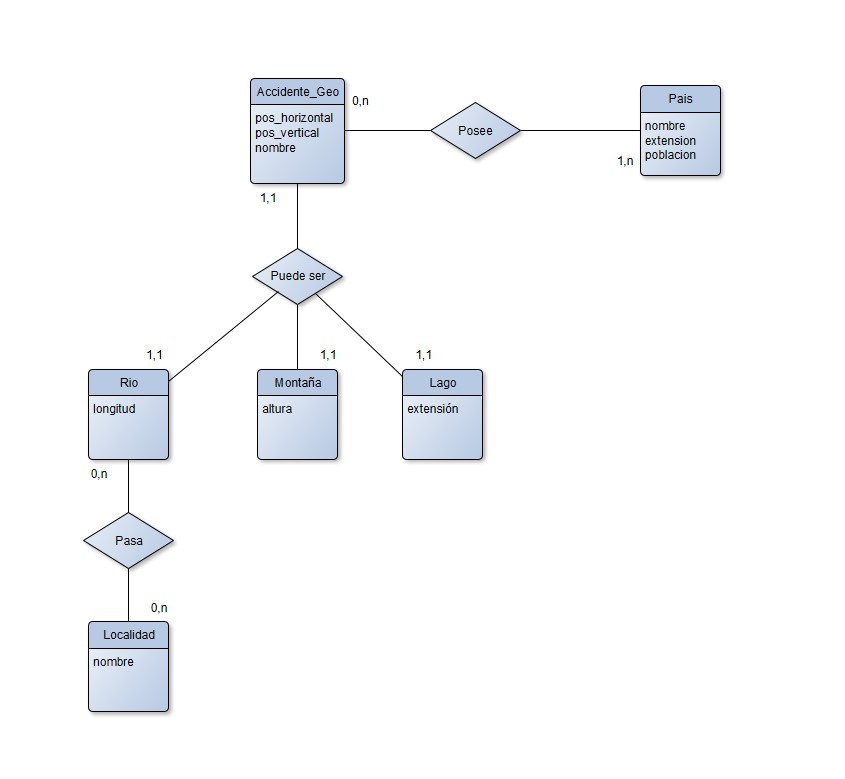 Accidente_Geo
pos_horizontal
pos_vertical
nombre
0,n
Posee
Pais
nombre
extension
poblacion
1,n
1,1
Puede ser
1,1
1,1
1,1
Rio
longitud
Montaña
altura
Lago
extensión
0,n
Pasa
0,n
Localidad
nombre